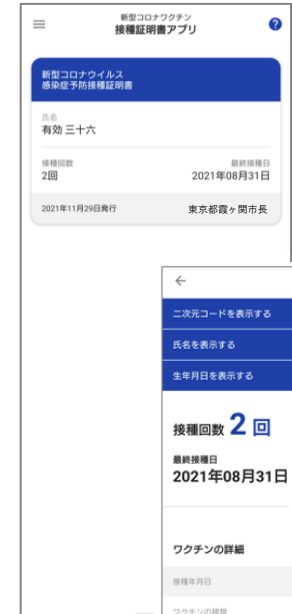 新型コロナワクチン
接種証明書アプリ
新型コロナウイルス
感染症予防接種証明書
氏名
有効 三十六
接種回数
最終接種日
2回
2021年08月31日
2021年11月29日発行
東京都霞ヶ関市長
二次元コードを表示する
氏名を表示する
生年月日を表示する
接種回数 2 回
最終接種日
2021年08月31日
ワクチンの詳細
接種年月日
ワクチンの種類